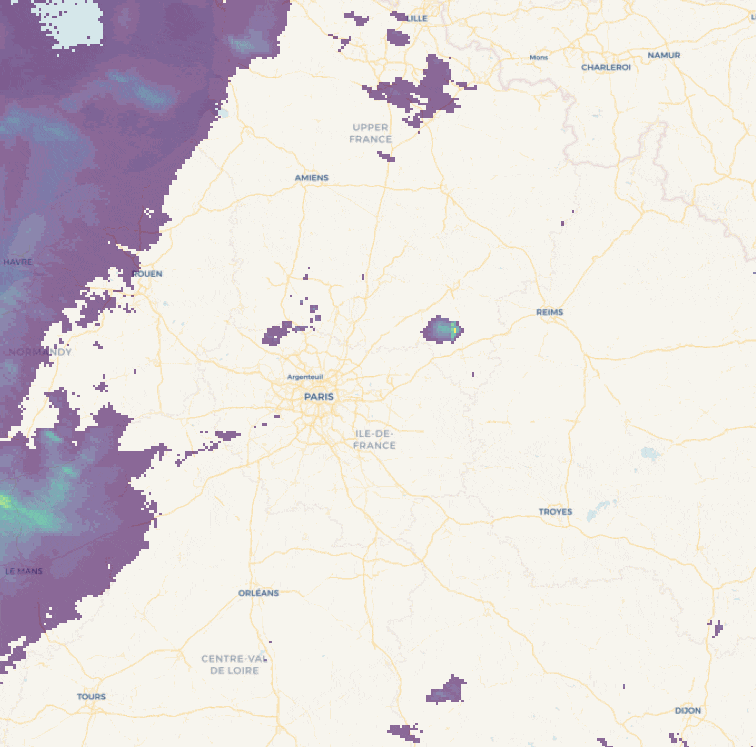 LILLE
Mons
NAMUR
CHARLEROI
UPPER
FRANCE
AMIENS
HAVRE
ROUEN
REIMS
NORMANDY
Argenteuil
PARIS
ILE-DE-
FRANCE
TROYES
LE MANS
ORLÉANS
CENTRE-VAL
DE LOIRE
TOURS
DIJON